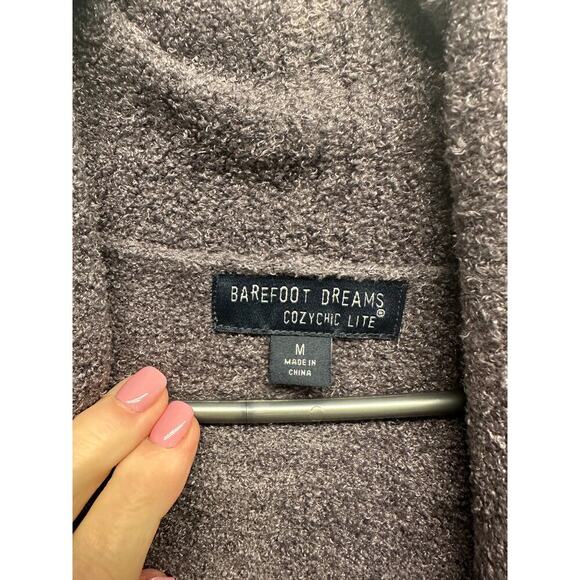 BAREFOOT DREAMS
COZYCHIC LITE®
M
MADE IN
CHINA